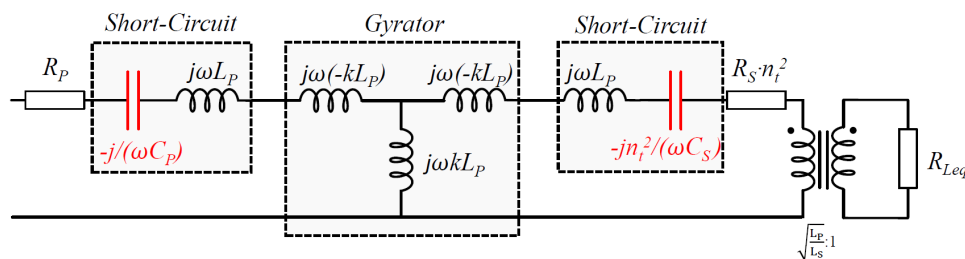 Short-Circuit
Gyrator
Short-Circuit
R_P
jωL_P
jω(-kL_P)
jω(-kL_P)
jωL_P
R_S·n_t^2
-j/(ωC_P)
jωkL_P
-jn_t^2/(ωC_S)
R_Leq
√(L_P/L_S):1